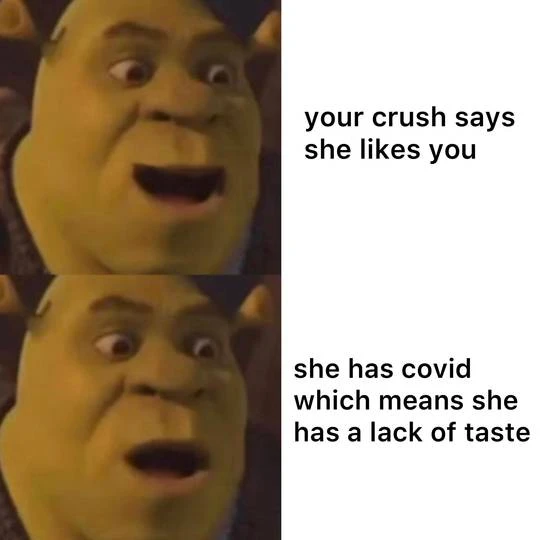 your crush says
she likes you
she has covid
which means she
has a lack of taste